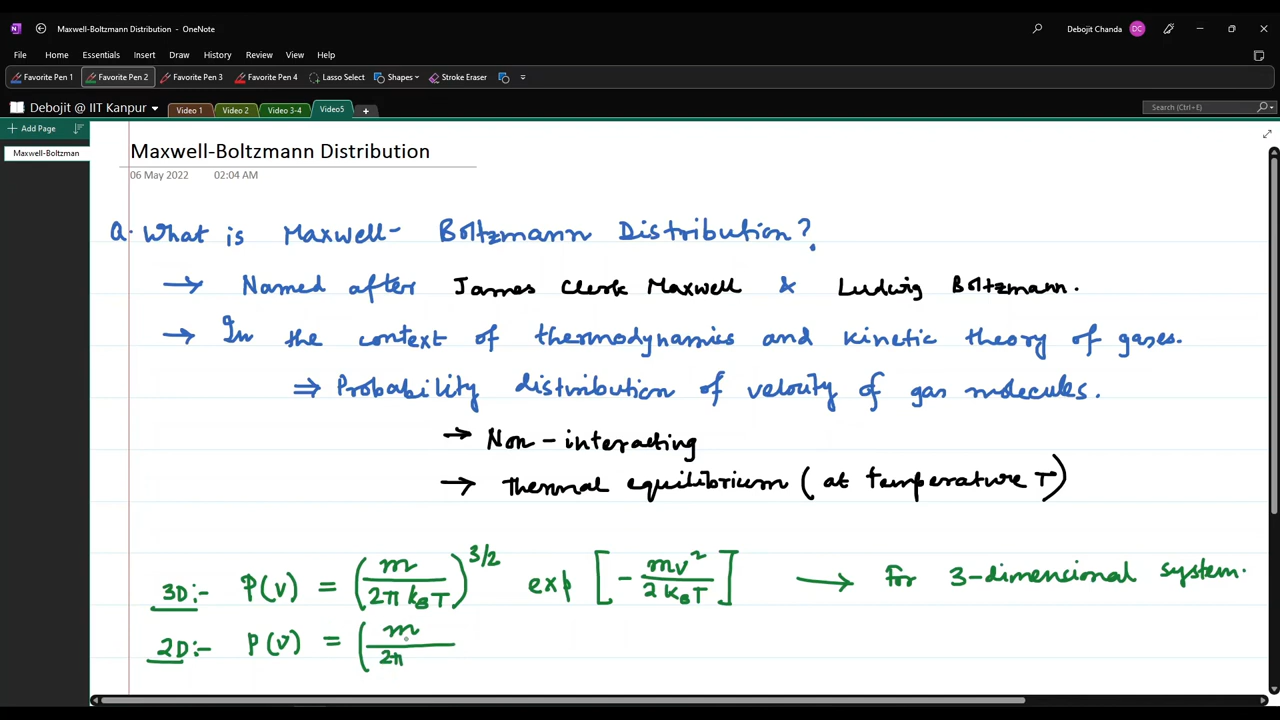 Maxwell-Boltzmann Distribution - OneNote
Debojit Chanda DC
File Home Essentials Insert Draw History Review View Help
Favorite Pen 1 Favorite Pen 2 Favorite Pen 3 Favorite Pen 4 Lasso Select Shapes Stroke Eraser
Debojit @ IIT Kanpur Video 1 Video 2 Video 3-4 Video5 + Search (Ctrl+E)
+ Add Page
Maxwell-Boltzman
Maxwell-Boltzmann Distribution
06 May 2022 02:04 AM
Q. What is Maxwell- Boltzmann Distribution?
→ Named after James Clerk Maxwell & Ludwig Boltzmann.
→ In the context of thermodynamics and kinetic theory of gases.
⇒ Probability distribution of velocity of gas molecules.
→ Non-interacting
→ Thermal equilibrium (at temperature T)
3D:- P(v) = (m / 2π k_B T)^3/2 exp [- mv² / 2 k_B T] → For 3-dimensional system.
2D:- P(v) = (m / 2π